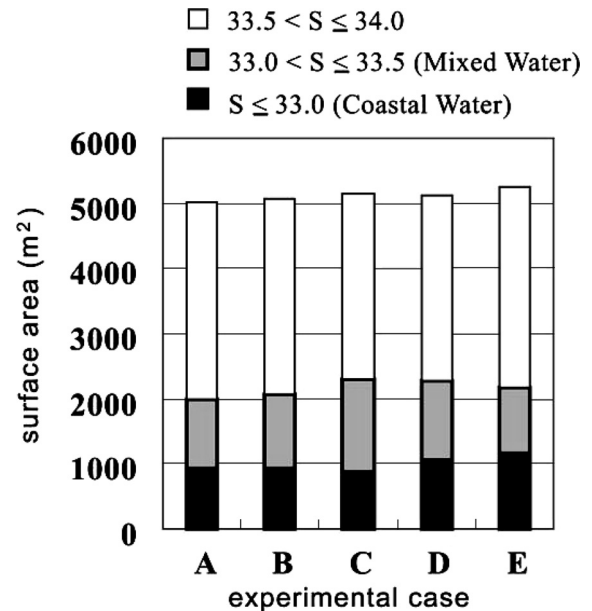 33.5 < S ≤ 34.0
33.0 < S ≤ 33.5 (Mixed Water)
S ≤ 33.0 (Coastal Water)
6000
5000
4000
3000
2000
1000
0
surface area (m²)
A B C D E
experimental case